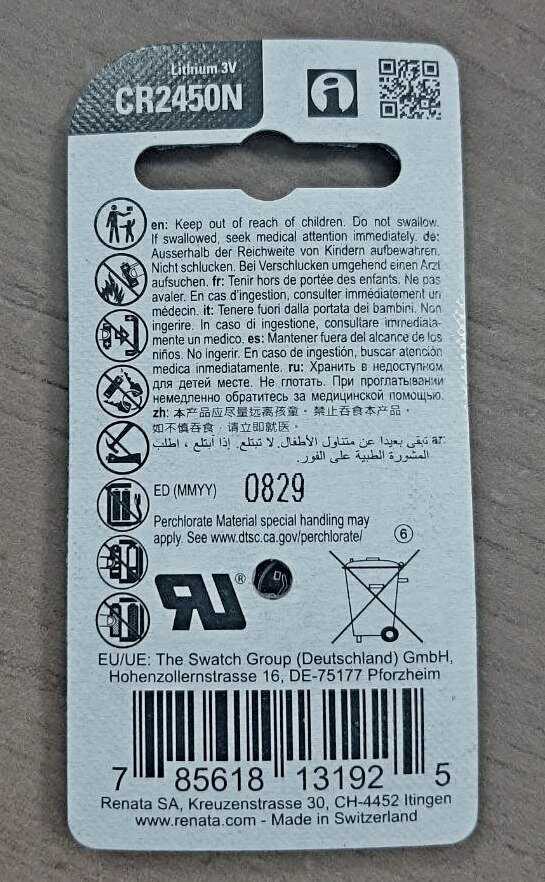 Lithium 3V
CR2450N
en: Keep out of reach of children. Do not swallow.
If swallowed, seek medical attention immediately. de:
Ausserhalb der Reichweite von Kindern aufbewahren.
Nicht schlucken. Bei Verschlucken umgehend einen Arzt
aufsuchen. fr: Tenir hors de portée des enfants. Ne pas
avaler. En cas d'ingestion, consulter immédiatement un
médecin. it: Tenere fuori dalla portata dei bambini. Non
ingerire. In caso di ingestione, consultare immediata-
mente un medico. es: Mantener fuera del alcance de los
niños. No ingerir. En caso de ingestión, buscar atención
medica inmediatamente. ru: Хранить в недоступном
для детей месте. Не глотать. При проглатывании
немедленно обратитесь за медицинской помощью.
zh: 本产品应尽量远离孩童。禁止吞食本产品。
如不慎吞食，请立即就医。
ar: تبقى بعيدا عن متناول الأطفال. لا تبتلع. إذا أبتلع ، اطلب
المشورة الطبية على الفور.
ED (MMYY) 0829
Perchlorate Material special handling may
apply. See www.dtsc.ca.gov/perchlorate/
6
®
EU/UE: The Swatch Group (Deutschland) GmbH,
Hohenzollernstrasse 16, DE-75177 Pforzheim
7 85618 13192 5
Renata SA, Kreuzenstrasse 30, CH-4452 Itingen
www.renata.com - Made in Switzerland